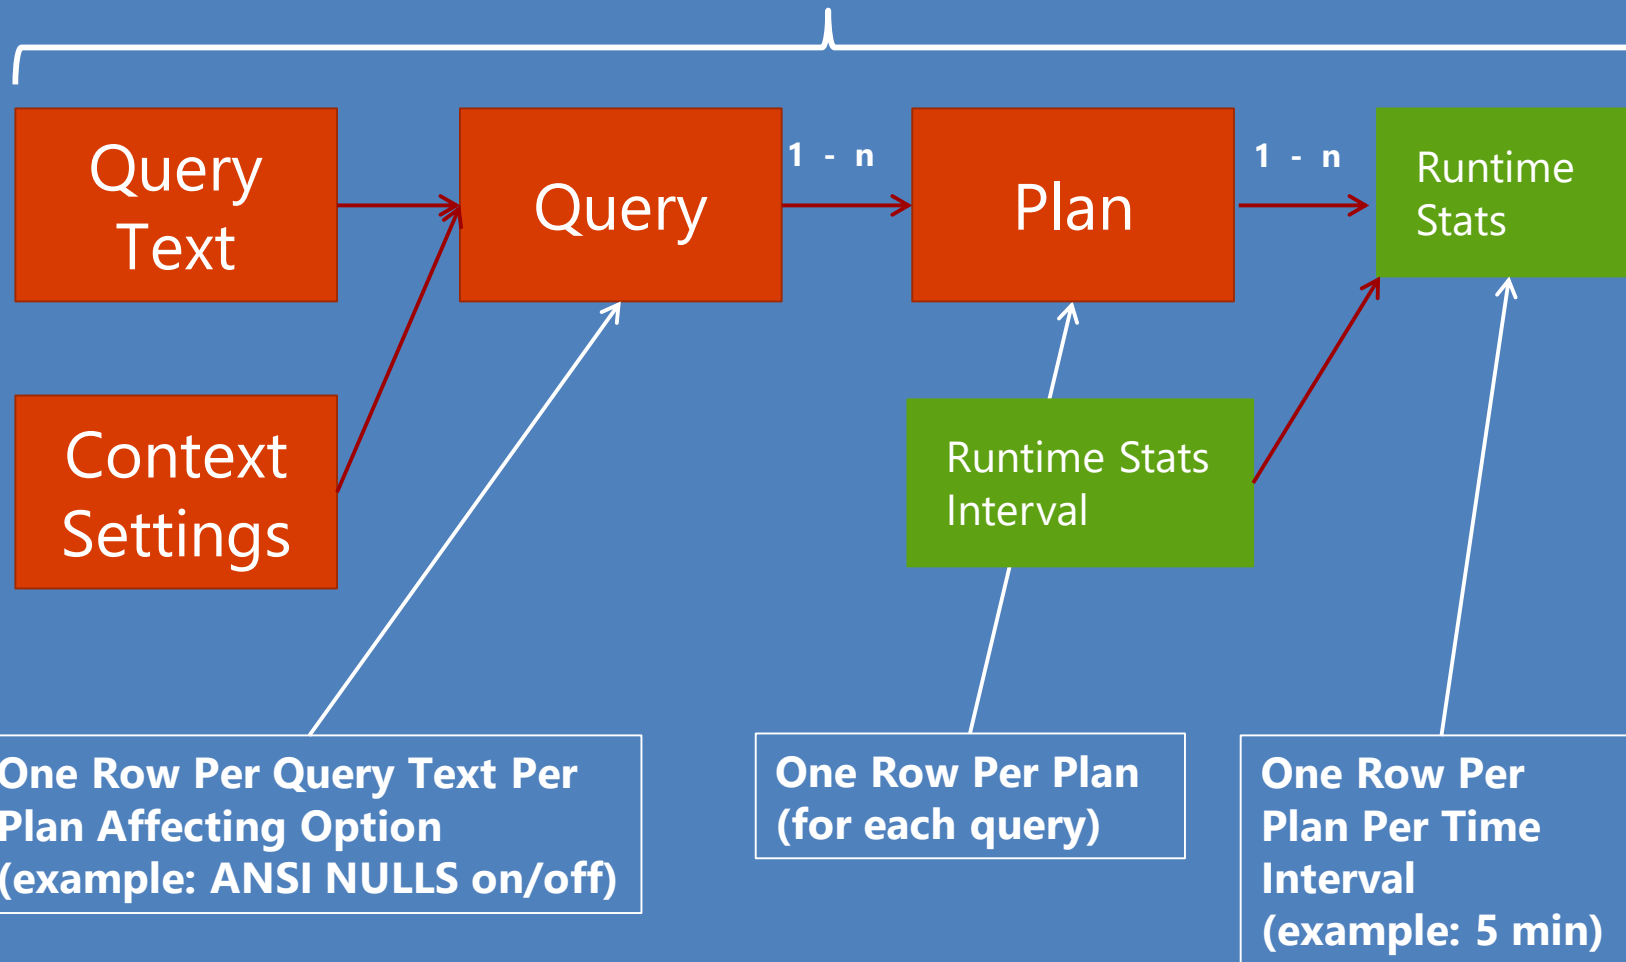 Query
Text
Query
1 - n
Plan
1 - n
Runtime
Stats
Context
Settings
Runtime Stats
Interval
One Row Per Query Text Per
Plan Affecting Option
(example: ANSI NULLS on/off)
One Row Per Plan
(for each query)
One Row Per
Plan Per Time
Interval
(example: 5 min)